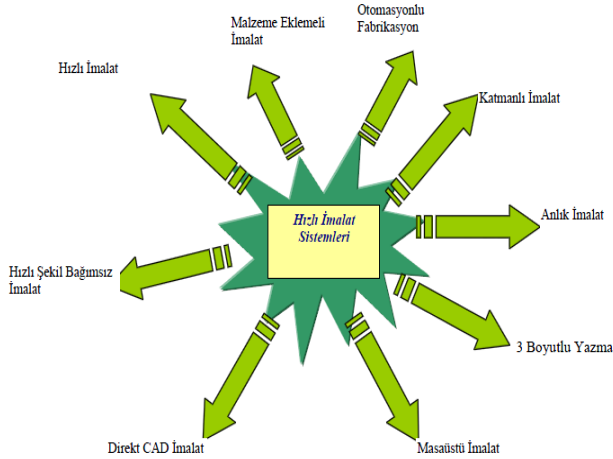 Malzeme Eklemeli
İmalat
Otomasyonlu
Fabrikasyon
Hızlı İmalat
Katmanlı İmalat
Hızlı İmalat
Sistemleri
Anlık İmalat
Hızlı Şekil Bağımsız
İmalat
3 Boyutlu Yazma
Direkt CAD İmalat
Masaüstü İmalat